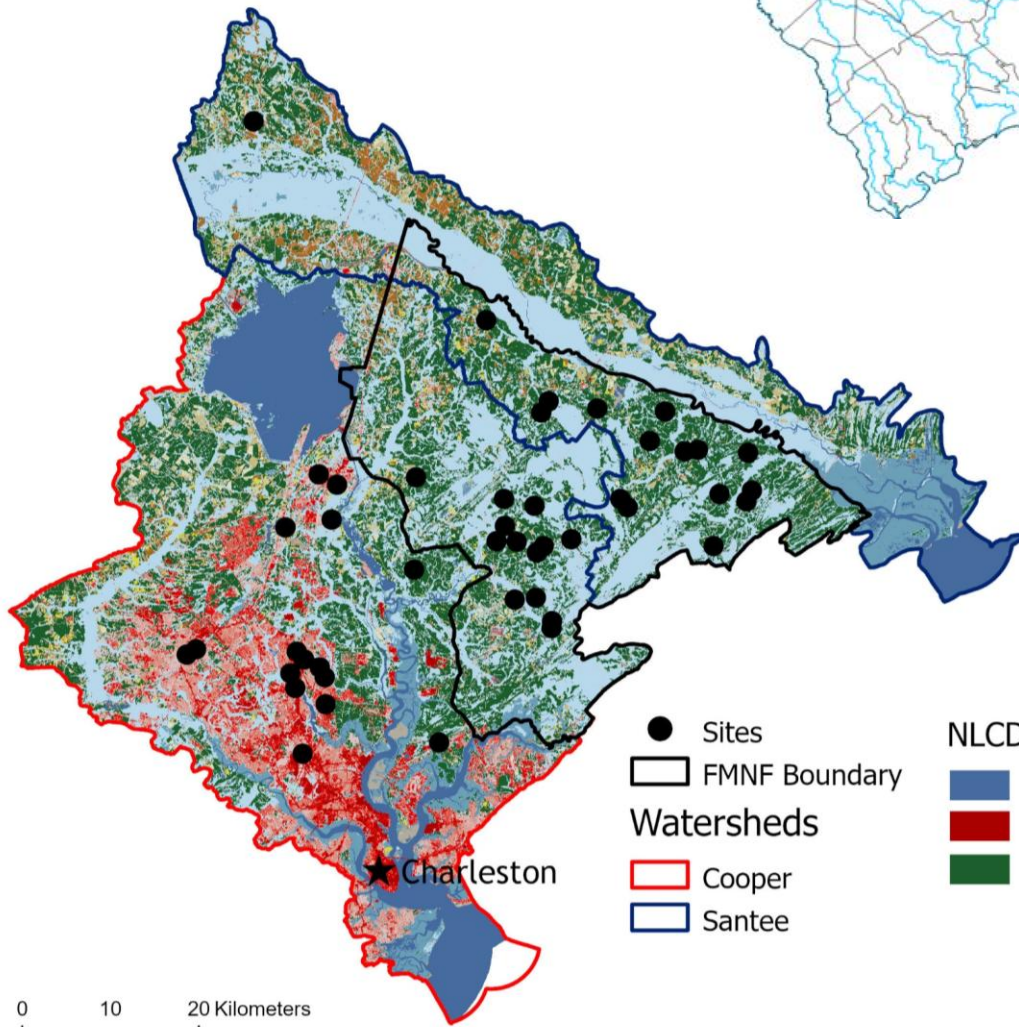 Sites
FMNF Boundary
Watersheds
Cooper
Santee
NLCD
Charleston
0 10 20 Kilometers